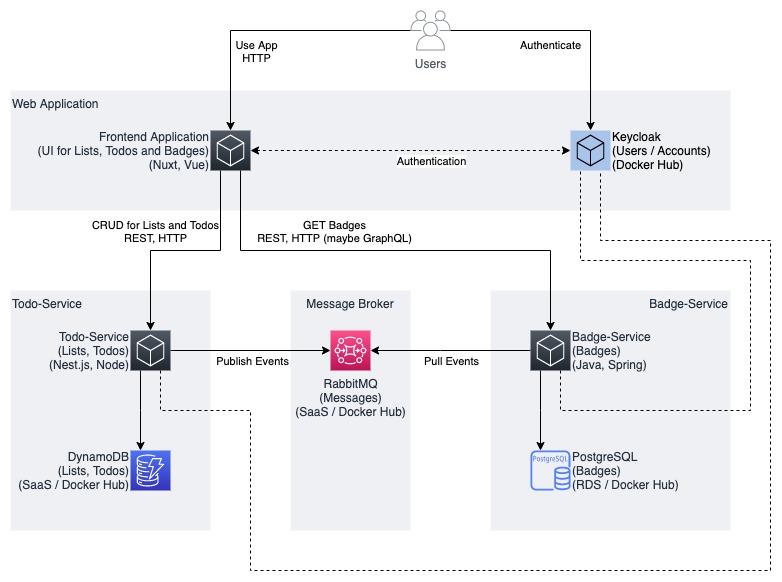 Users
Use App
HTTP
Authenticate
Web Application
Frontend Application
(UI for Lists, Todos and Badges)
(Nuxt, Vue)
Authentication
Keycloak
(Users / Accounts)
(Docker Hub)
CRUD for Lists and Todos
REST, HTTP
GET Badges
REST, HTTP (maybe GraphQL)
Todo-Service
Message Broker
Badge-Service
Todo-Service
(Lists, Todos)
(Nest.js, Node)
Publish Events
Pull Events
Badge-Service
(Badges)
(Java, Spring)
RabbitMQ
(Messages)
(SaaS / Docker Hub)
DynamoDB
(Lists, Todos)
(SaaS / Docker Hub)
PostgreSQL
PostgreSQL
(Badges)
(RDS / Docker Hub)